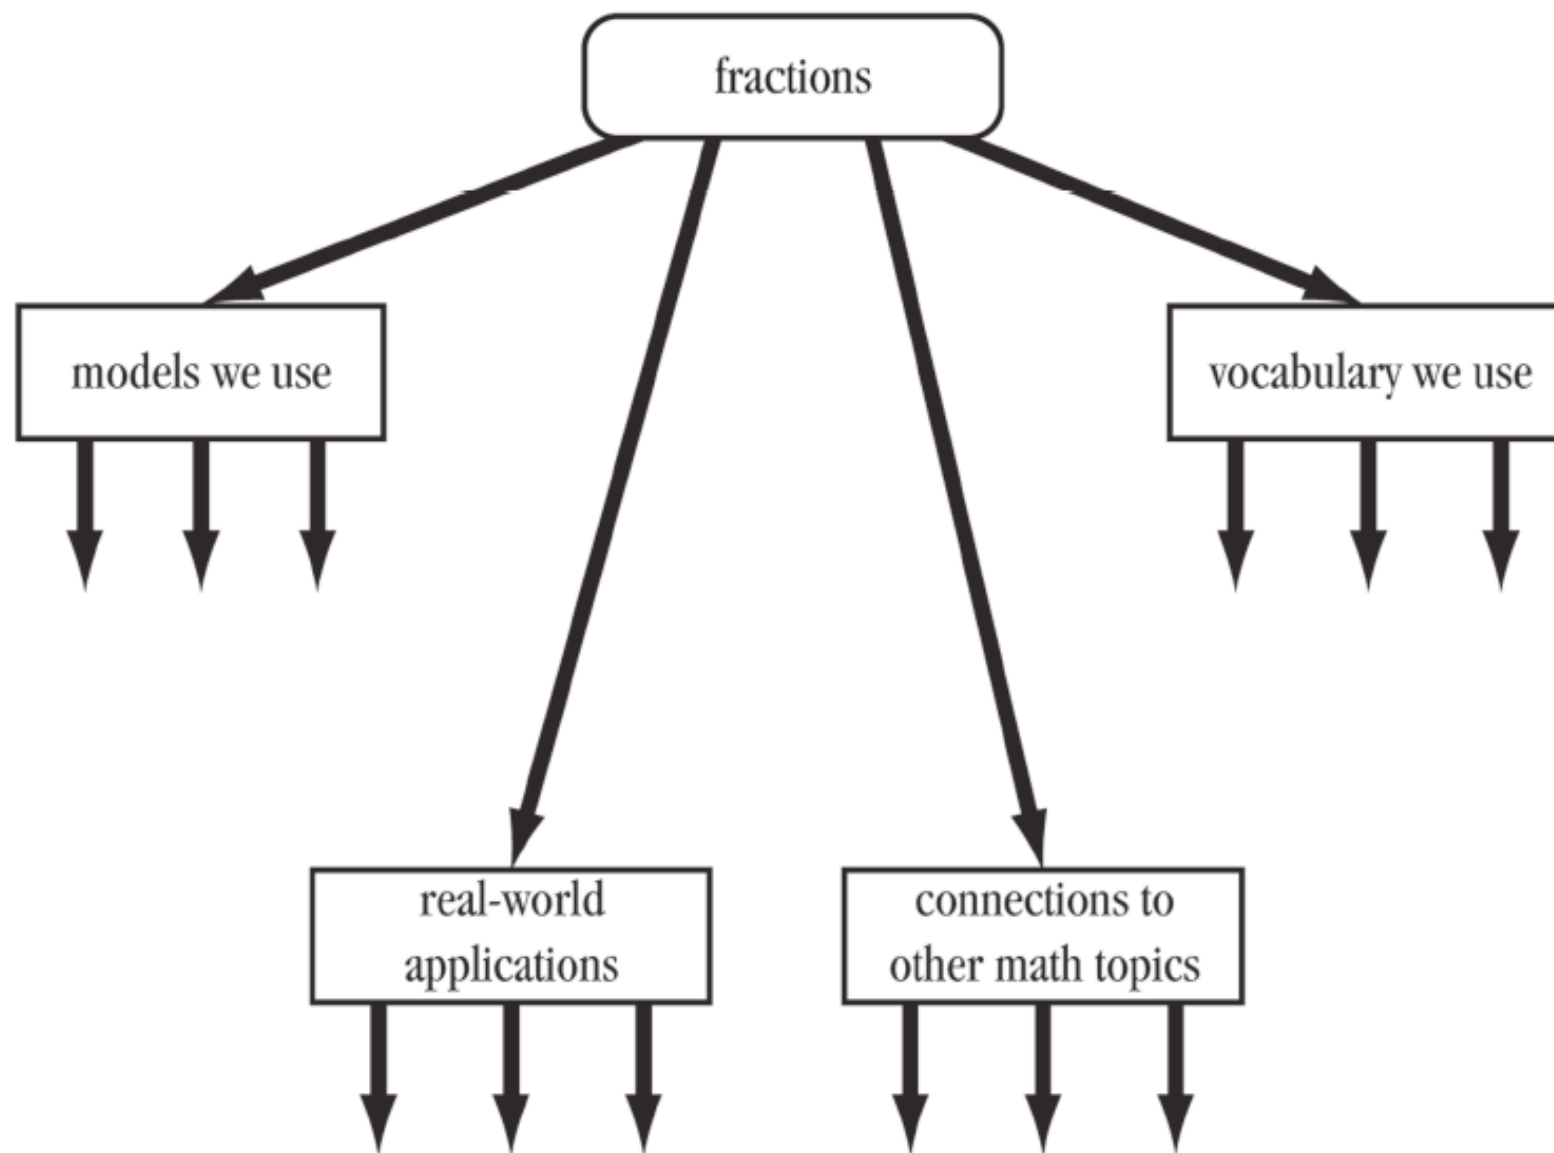 fractions
models we use
vocabulary we use
real-world
applications
connections to
other math topics